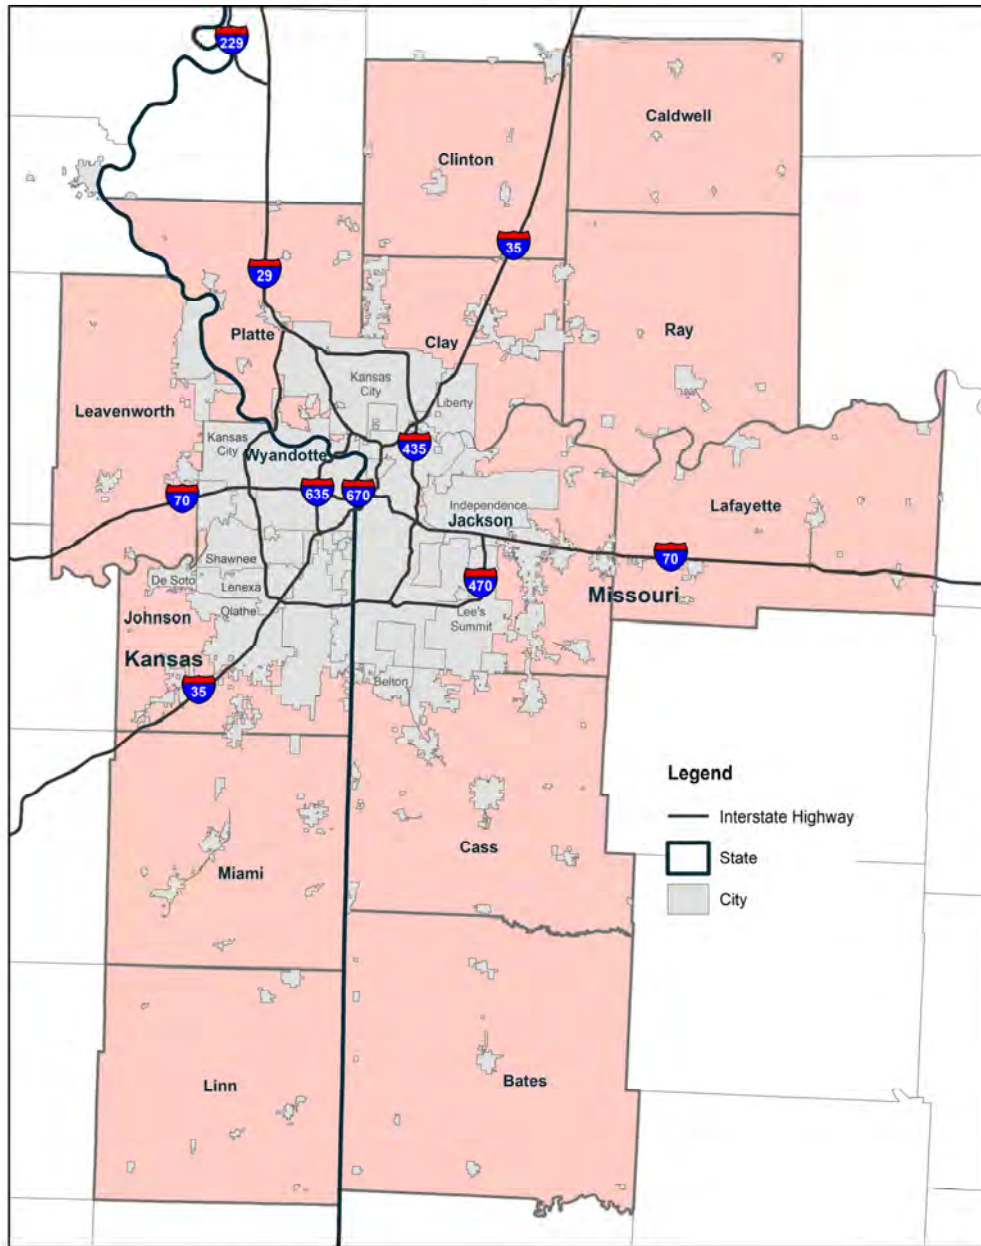 229
Caldwell
Clinton
35
29
Platte
Clay
Ray
Kansas
City
Leavenworth
Liberty
Kansas
City
Wyandotte
435
70
635
670
Independence
Jackson
Lafayette
70
Shawnee
De Soto
Lenexa
470
Missouri
Olathe
Johnson
Lee's
Summit
Kansas
35
Belton
Legend
Interstate Highway
State
City
Cass
Miami
Linn
Bates